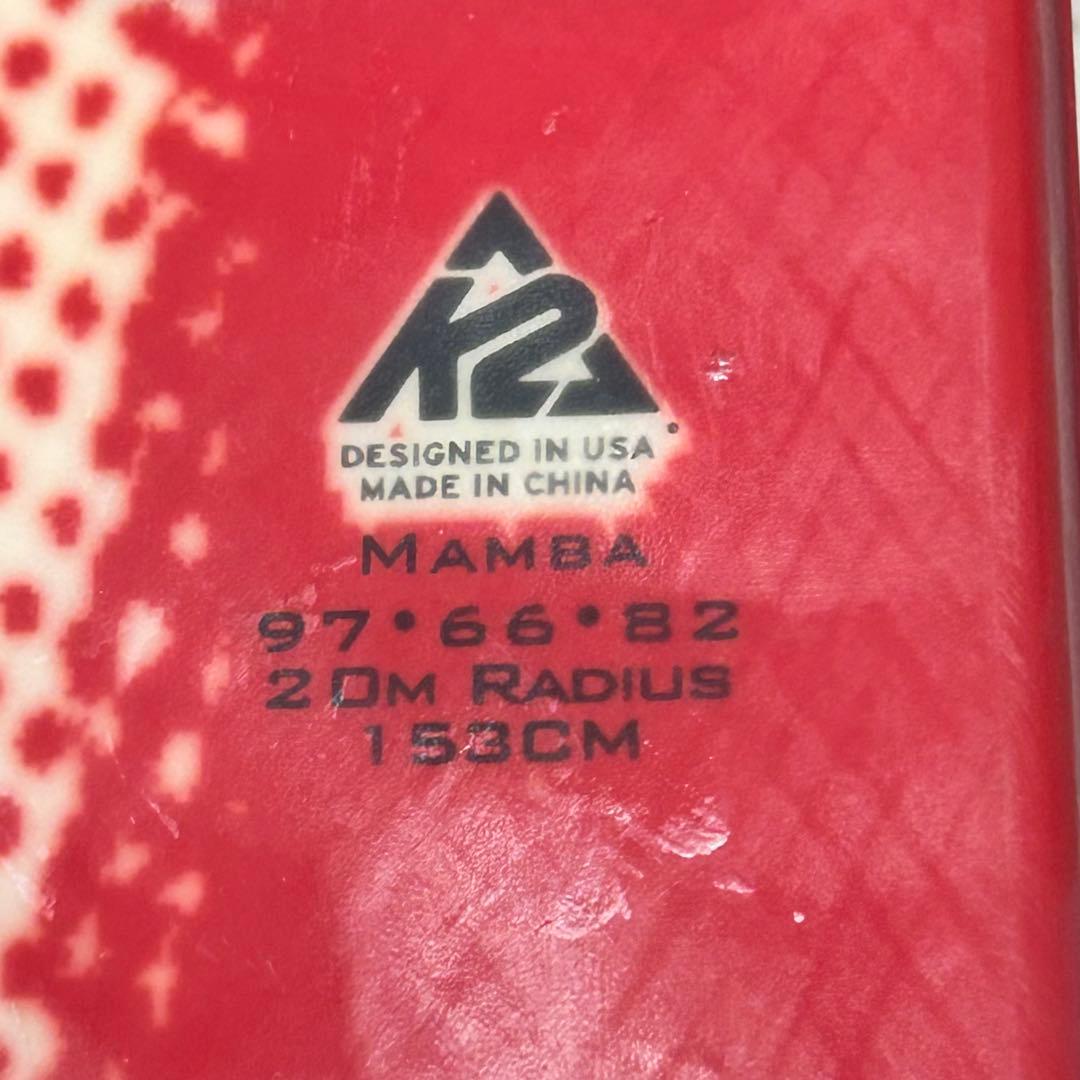 K2
DESIGNED IN USA
MADE IN CHINA
MAMBA
97•66•82
20M RADIUS
153CM